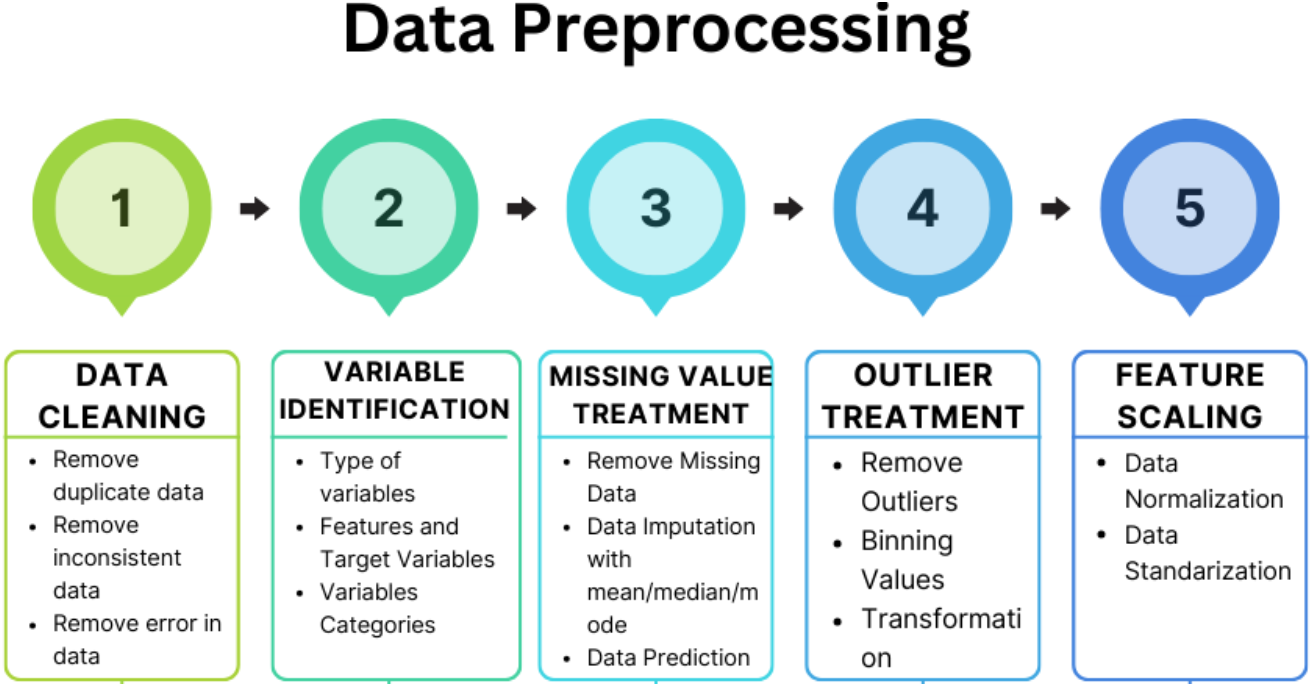 Data Preprocessing
1
2
3
4
5
DATA
CLEANING
• Remove
duplicate data
• Remove
inconsistent
data
• Remove error in
data
VARIABLE
IDENTIFICATION
• Type of
variables
• Features and
Target Variables
• Variables
Categories
MISSING VALUE
TREATMENT
• Remove Missing
Data
• Data Imputation
with
mean/median/m
ode
• Data Prediction
OUTLIER
TREATMENT
• Remove
Outliers
• Binning
Values
• Transformati
on
FEATURE
SCALING
• Data
Normalization
• Data
Standarization